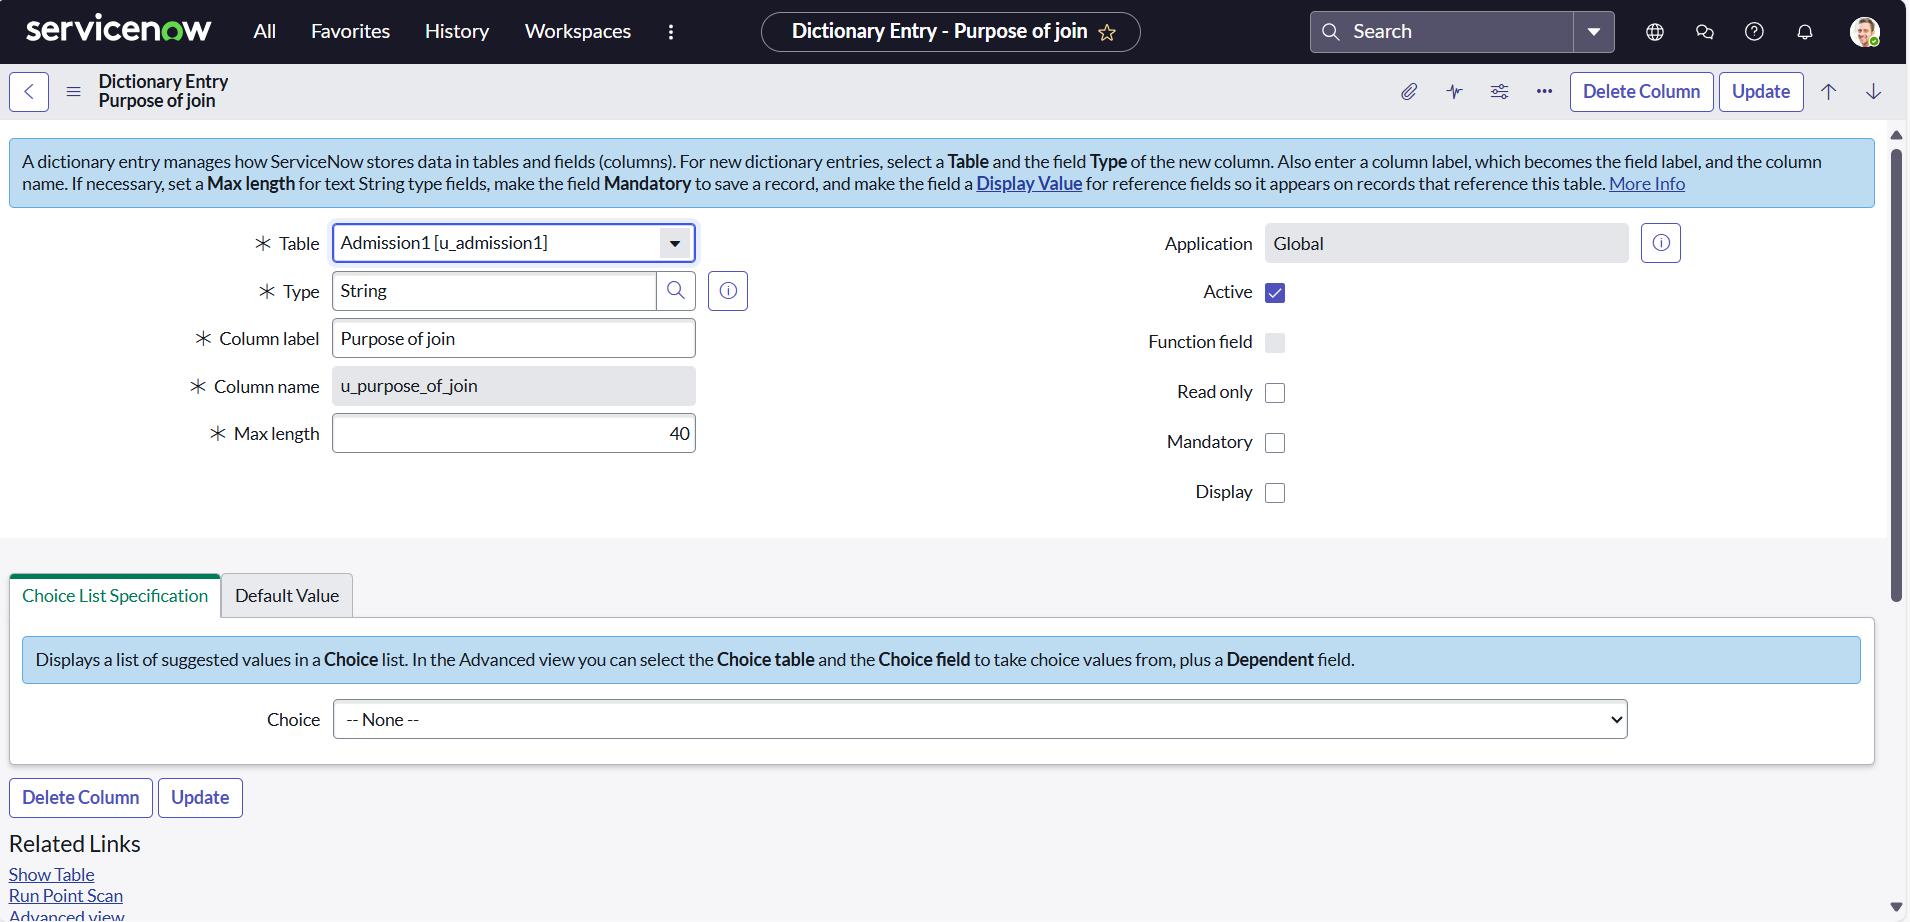 servicenow All Favorites History Workspaces Dictionary Entry - Purpose of join Search
Dictionary Entry
Purpose of join
Delete Column Update
A dictionary entry manages how ServiceNow stores data in tables and fields (columns). For new dictionary entries, select a Table and the field Type of the new column. Also enter a column label, which becomes the field label, and the column
name. If necessary, set a Max length for text String type fields, make the field Mandatory to save a record, and make the field a Display Value for reference fields so it appears on records that reference this table. More Info
Table Admission1 [u_admission1]
Type String
Column label Purpose of join
Column name u_purpose_of_join
Max length 40
Application Global
Active
Function field
Read only
Mandatory
Display
Choice List Specification Default Value
Displays a list of suggested values in a Choice list. In the Advanced view you can select the Choice table and the Choice field to take choice values from, plus a Dependent field.
Choice -- None --
Delete Column Update
Related Links
Show Table
Run Point Scan
Advanced view